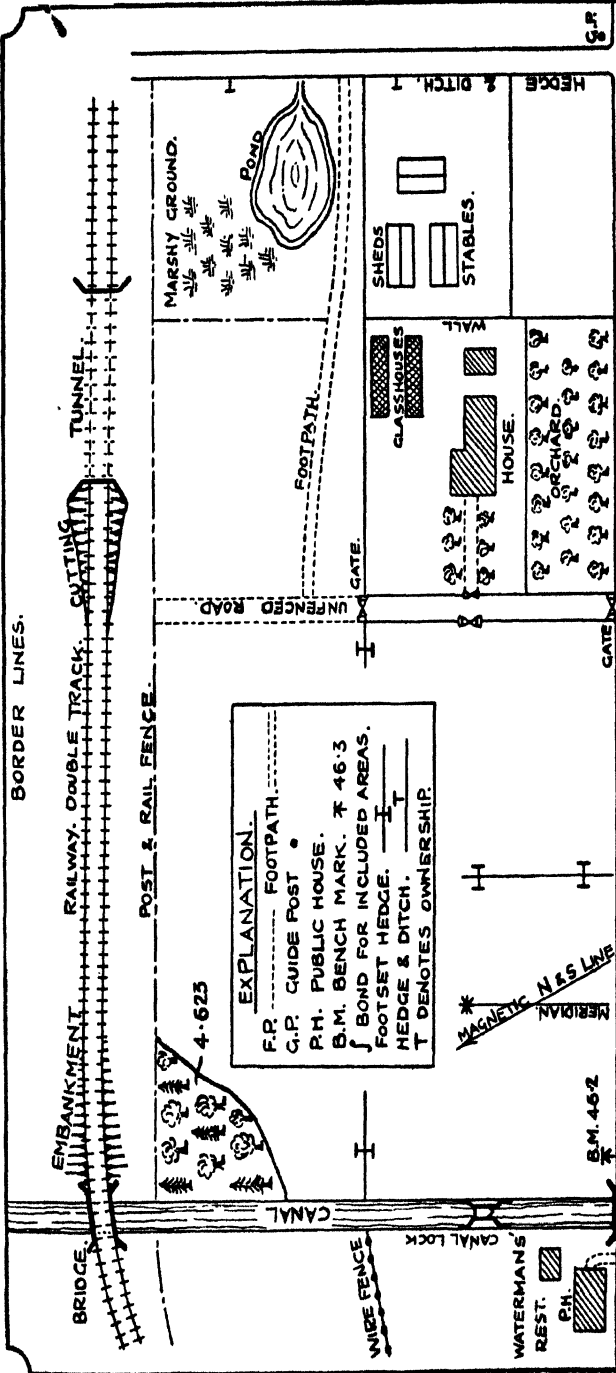 BORDER LINES.
BRIDGE.
EMBANKMENT
RAILWAY. DOUBLE TRACK.
CUTTING
TUNNEL.
POST & RAIL FENCE.
4·623
MARSHY GROUND.
POND
T
UNFENCED ROAD.
FOOTPATH.
CANAL
EXPLANATION.
F.P. FOOTPATH
G.P. GUIDE POST
P.H. PUBLIC HOUSE.
B.M. BENCH MARK. 46·3
BOND FOR INCLUDED AREAS.
FOOTSET HEDGE.
HEDGE & DITCH. T
T DENOTES OWNERSHIP.
WIRE FENCE
GATE.
GLASSHOUSES
SHEDS
STABLES.
WALL
HEDGE & DITCH. T
HOUSE.
ORCHARD.
CANAL LOCK
MAGNETIC N & S LINE
MERIDIAN
WATERMANS
REST.
P.H.
B.M. 46·2
GATE
G.P.